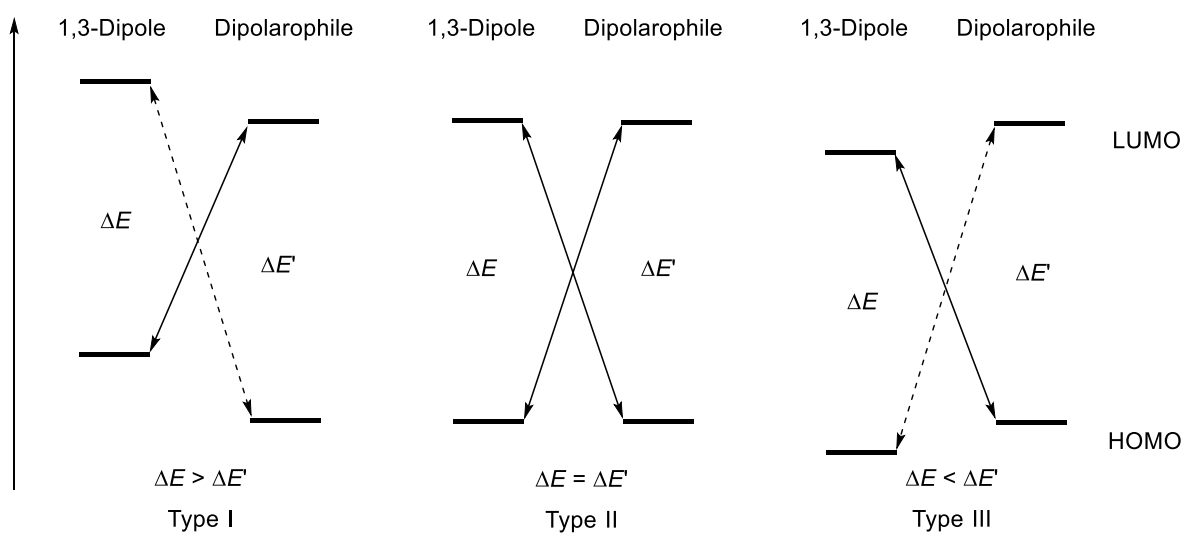 1,3-Dipole Dipolarophile 1,3-Dipole Dipolarophile 1,3-Dipole Dipolarophile
LUMO
ΔE
ΔE' ΔE ΔE' ΔE'
ΔE
HOMO
ΔE > ΔE' ΔE = ΔE' ΔE < ΔE'
Type I Type II Type III